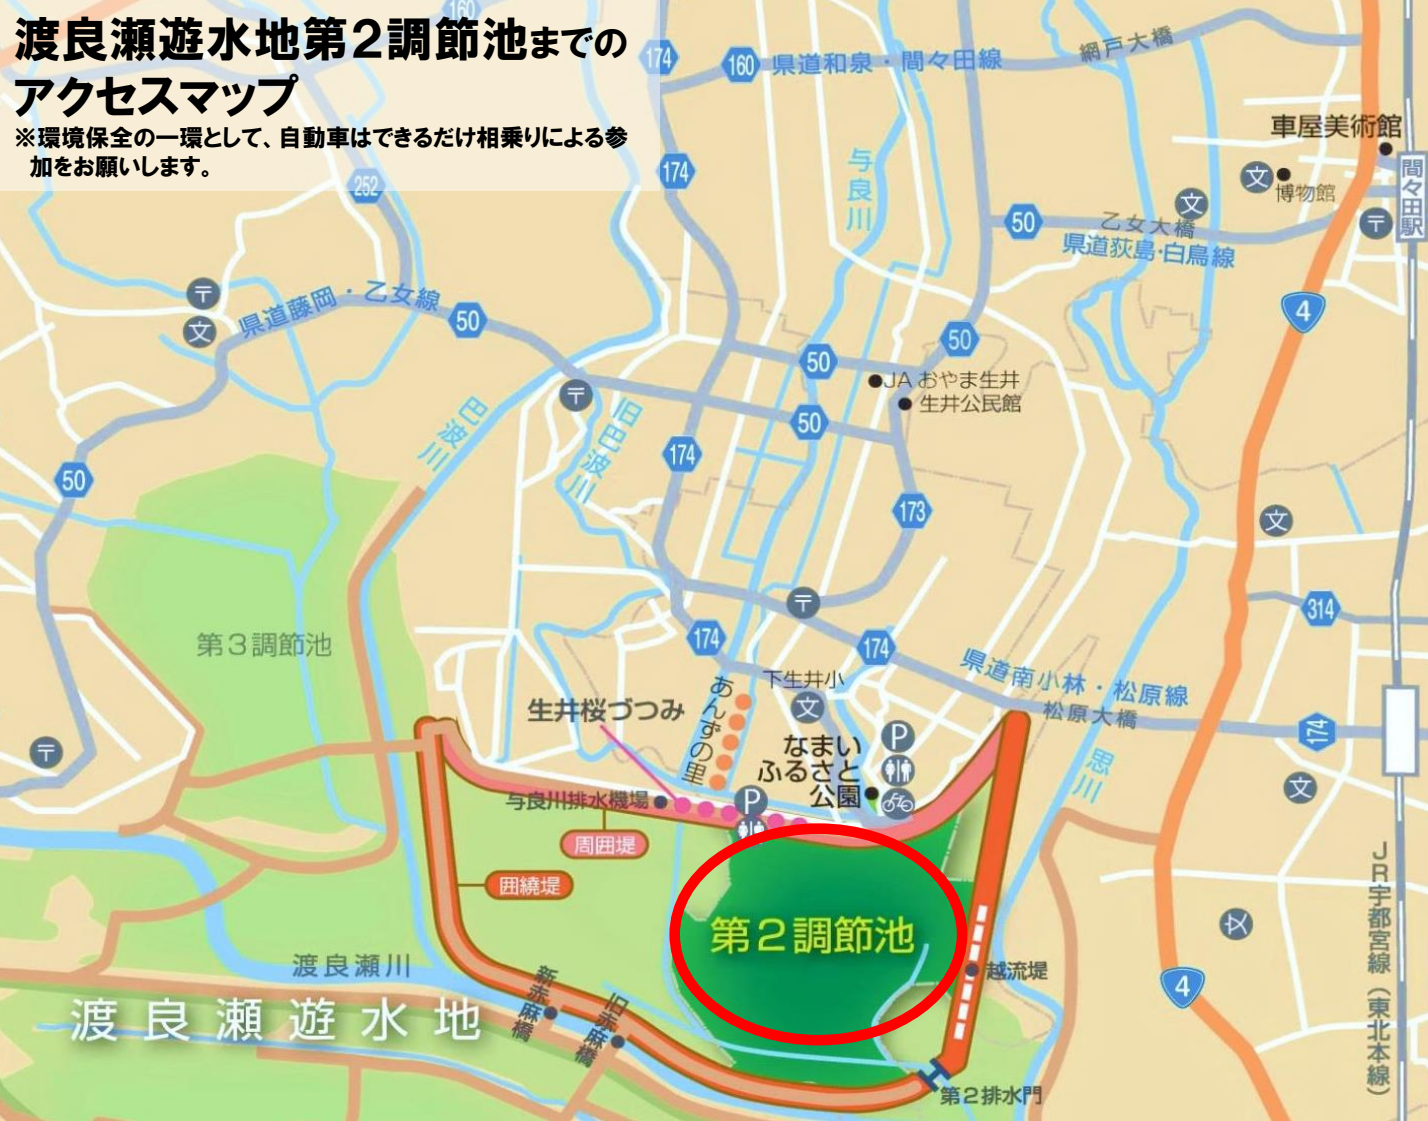 渡良瀬遊水地第2調節池までの
アクセスマップ
※環境保全の一環として、自動車はできるだけ相乗りによる参
加をお願いします。
160
174
160
県道和泉・間々田線
網戸大橋
車屋美術館
間々田駅
文
博物館
174
252
与良川
文
50
乙女大橋
県道荻島・白鳥線
〒
〒
文
県道藤岡・乙女線
50
4
50
50
JA おやま生井
生井公民館
〒
巴波川
旧巴波川
50
174
50
173
文
第3調節池
〒
314
174
174
県道南小林・松原線
松原大橋
174
下生井小
文
あんずの里
生井桜づつみ
なまい
ふるさと
公園
P
思川
〒
文
与良川排水機場
P
周囲堤
囲繞堤
第2調節池
JR宇都宮線(東北本線)
文
越流堤
4
渡良瀬川
新赤麻橋
旧赤麻橋
渡良瀬遊水地
第2排水門